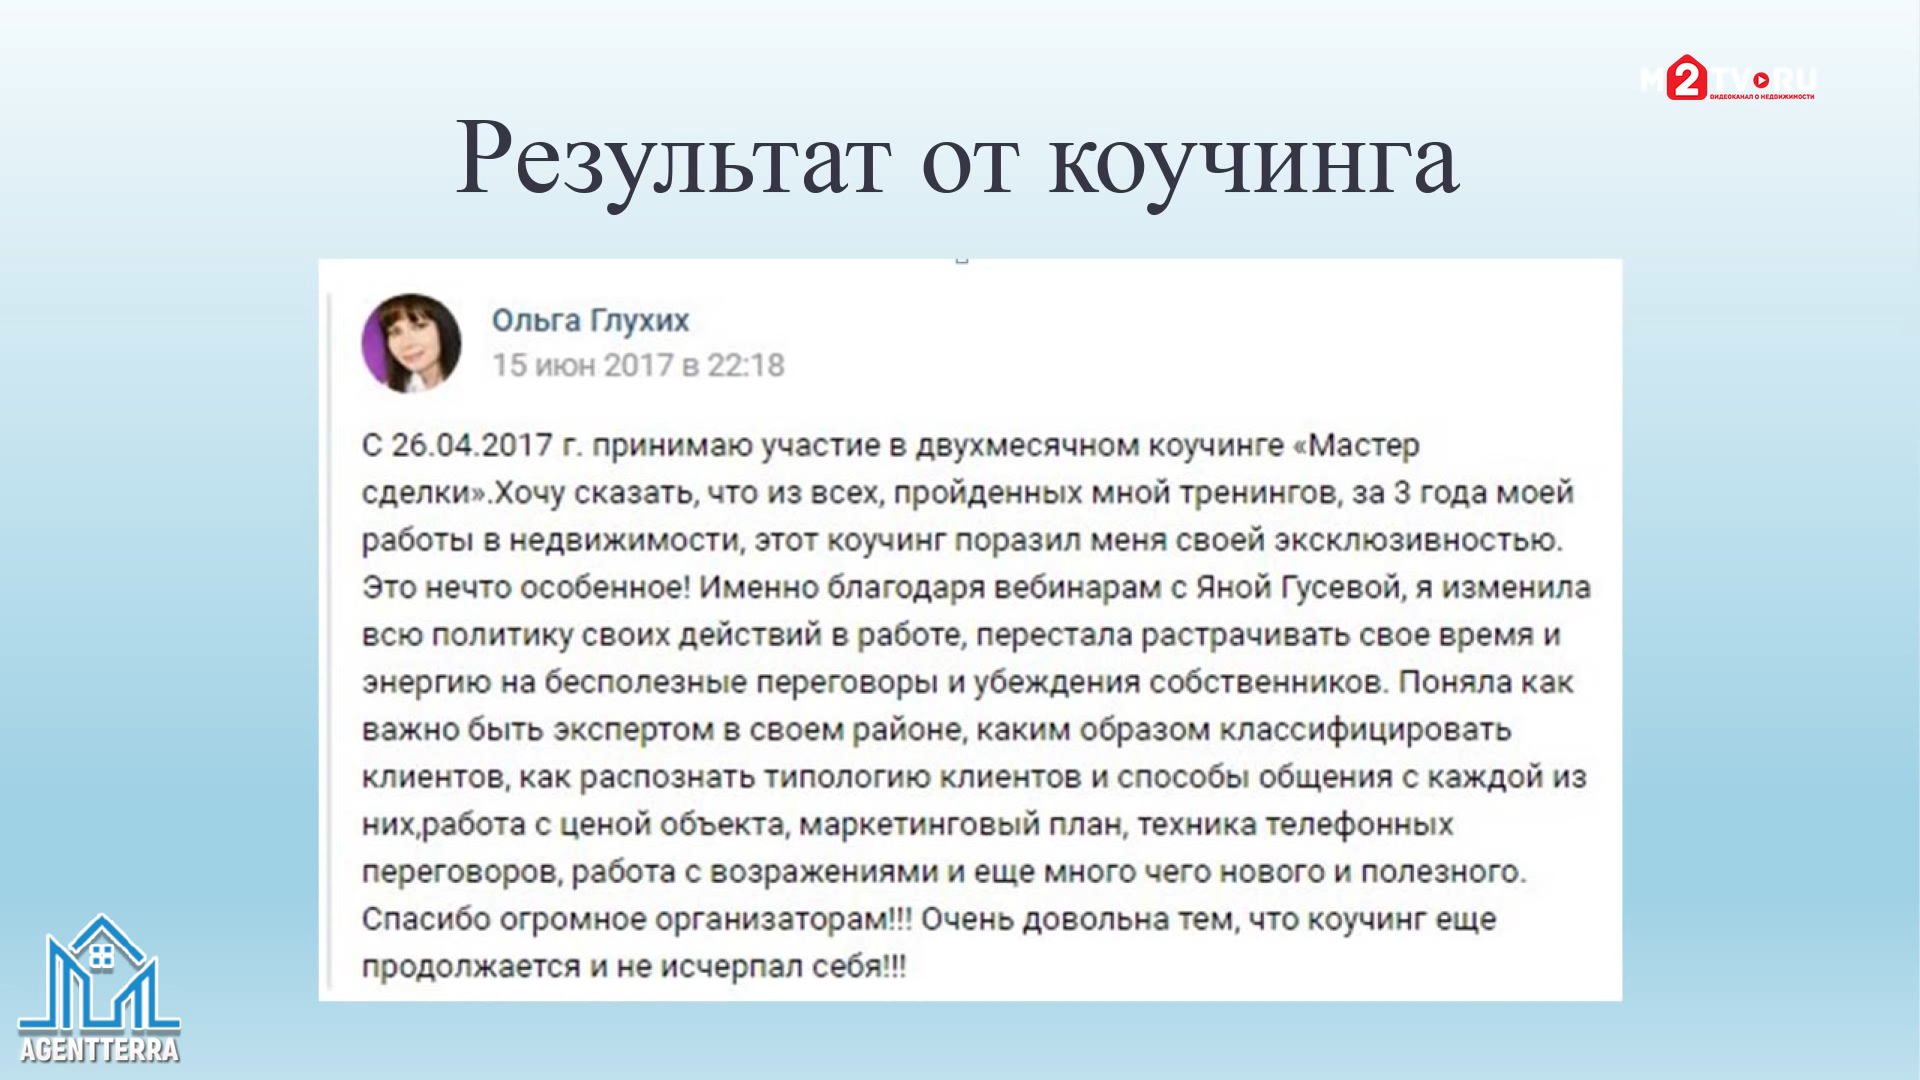 M2TV.RU
ВИДЕОКАНАЛ О НЕДВИЖИМОСТИ
Результат от коучинга
Ольга Глухих
15 июн 2017 в 22:18
С 26.04.2017 г. принимаю участие в двухмесячном коучинге «Мастер
сделки».Хочу сказать, что из всех, пройденных мной тренингов, за 3 года моей
работы в недвижимости, этот коучинг поразил меня своей эксклюзивностью.
Это нечто особенное! Именно благодаря вебинарам с Яной Гусевой, я изменила
всю политику своих действий в работе, перестала растрачивать свое время и
энергию на бесполезные переговоры и убеждения собственников. Поняла как
важно быть экспертом в своем районе, каким образом классифицировать
клиентов, как распознать типологию клиентов и способы общения с каждой из
них,работа с ценой объекта, маркетинговый план, техника телефонных
переговоров, работа с возражениями и еще много чего нового и полезного.
Спасибо огромное организаторам!!! Очень довольна тем, что коучинг еще
продолжается и не исчерпал себя!!!
AGENTTERRA